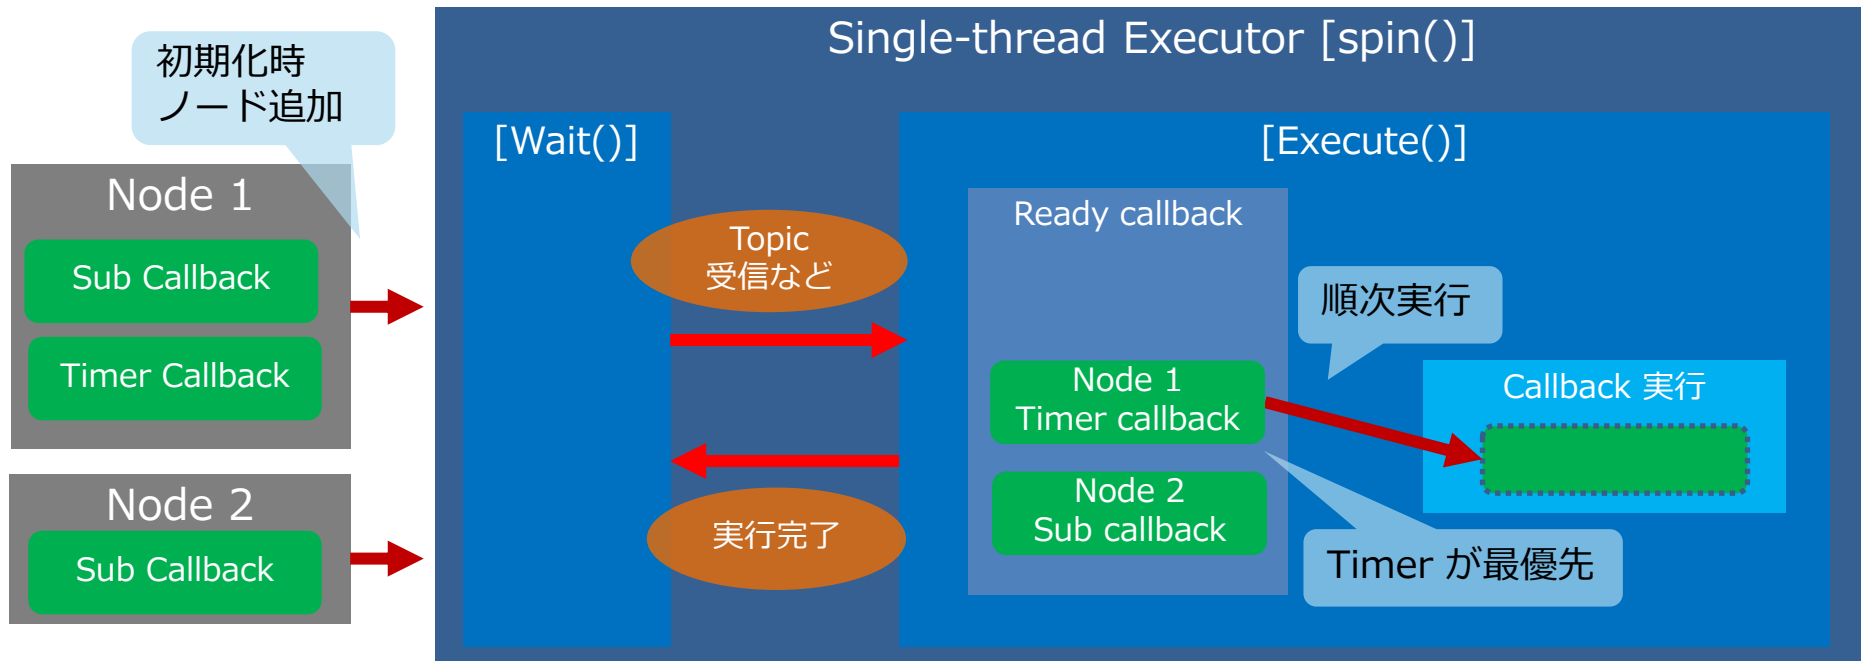 Single-thread Executor [spin()]
初期化時
ノード追加
Node 1
Sub Callback
Timer Callback
Node 2
Sub Callback
[Wait()]
Topic
受信など
実行完了
[Execute()]
Ready callback
Node 1
Timer callback
Node 2
Sub callback
順次実行
Timer が最優先
Callback 実行